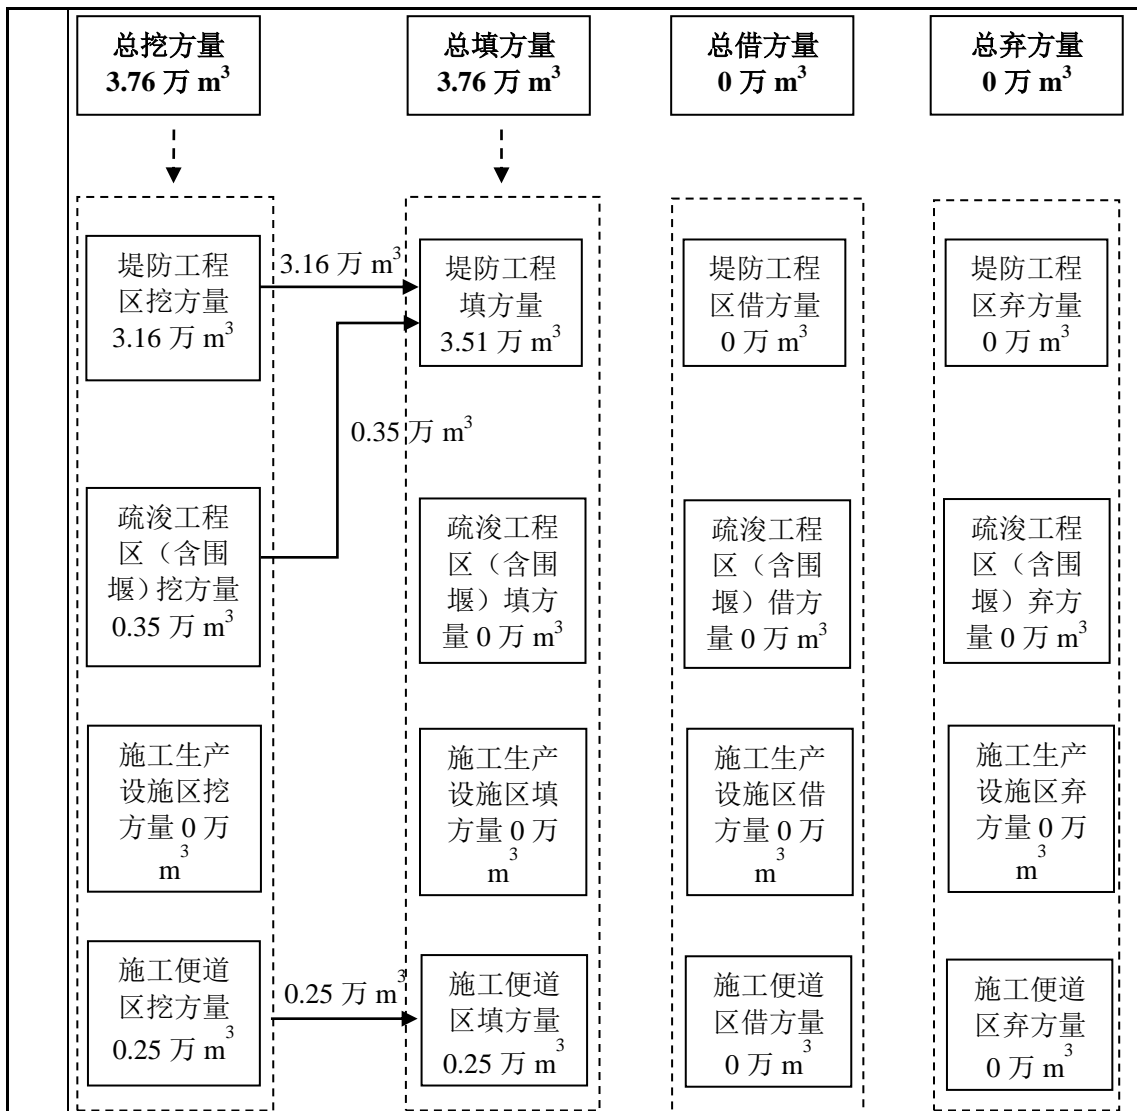 总挖方量
3.76 万 m³
总填方量
3.76 万 m³
总借方量
0 万 m³
总弃方量
0 万 m³
堤防工程
区挖方量
3.16 万 m³
3.16 万 m³
堤防工程
填方量
3.51 万 m³
堤防工程
区借方量
0 万 m³
堤防工程
区弃方量
0 万 m³
0.35 万 m³
疏浚工程
区（含围
堰）挖方量
0.35 万 m³
疏浚工程
区（含围
堰）填方
量 0 万 m³
疏浚工程
区（含围
堰）借方
量 0 万 m³
疏浚工程
区（含围
堰）弃方
量 0 万 m³
施工生产
设施区挖
方量 0 万
m³
施工生产
设施区填
方量 0 万
m³
施工生产
设施区借
方量 0 万
m³
施工生产
设施区弃
方量 0 万
m³
施工便道
区挖方量
0.25 万 m³
0.25 万 m³
施工便道
区填方量
0.25 万 m³
施工便道
区借方量
0 万 m³
施工便道
区弃方量
0 万 m³